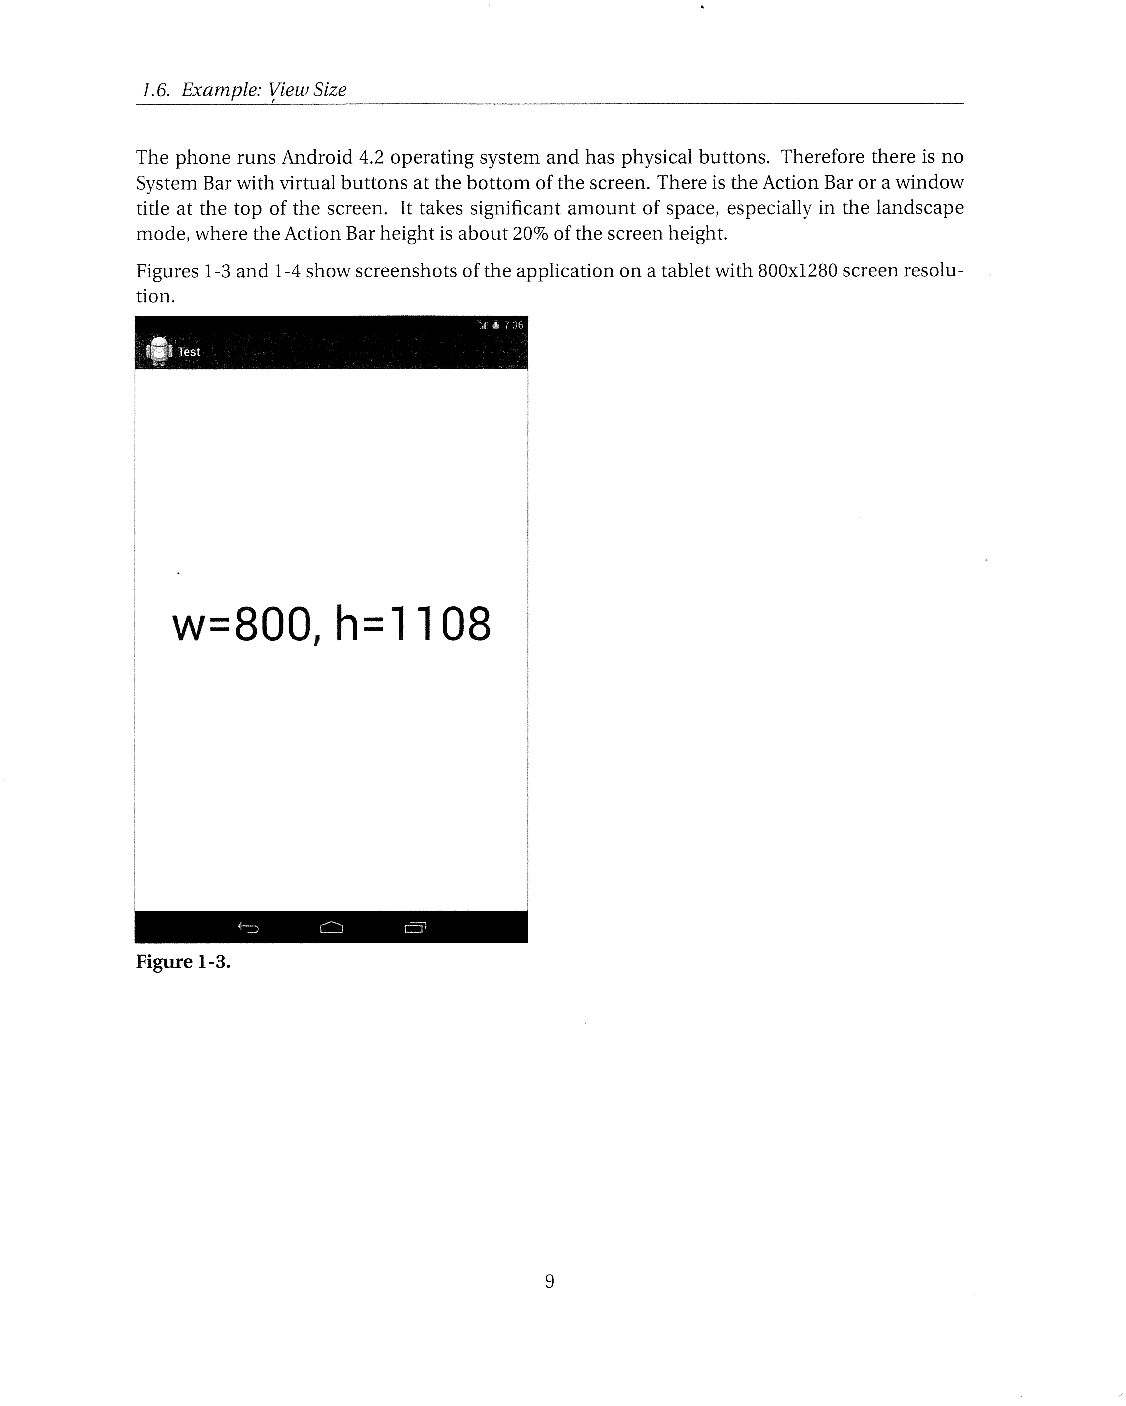 1.6. Example: View Size
The phone runs Android 4.2 operating system and has physical buttons. Therefore there is no
System Bar with virtual buttons at the bottom of the screen. There is the Action Bar or a window
title at the top of the screen. It takes significant amount of space, especially in the landscape
mode, where the Action Bar height is about 20% of the screen height.
Figures 1-3 and 1-4 show screenshots of the application on a tablet with 800x1280 screen resolu-
tion.
7:06
Test
w=800, h=1108
Figure 1-3.
9